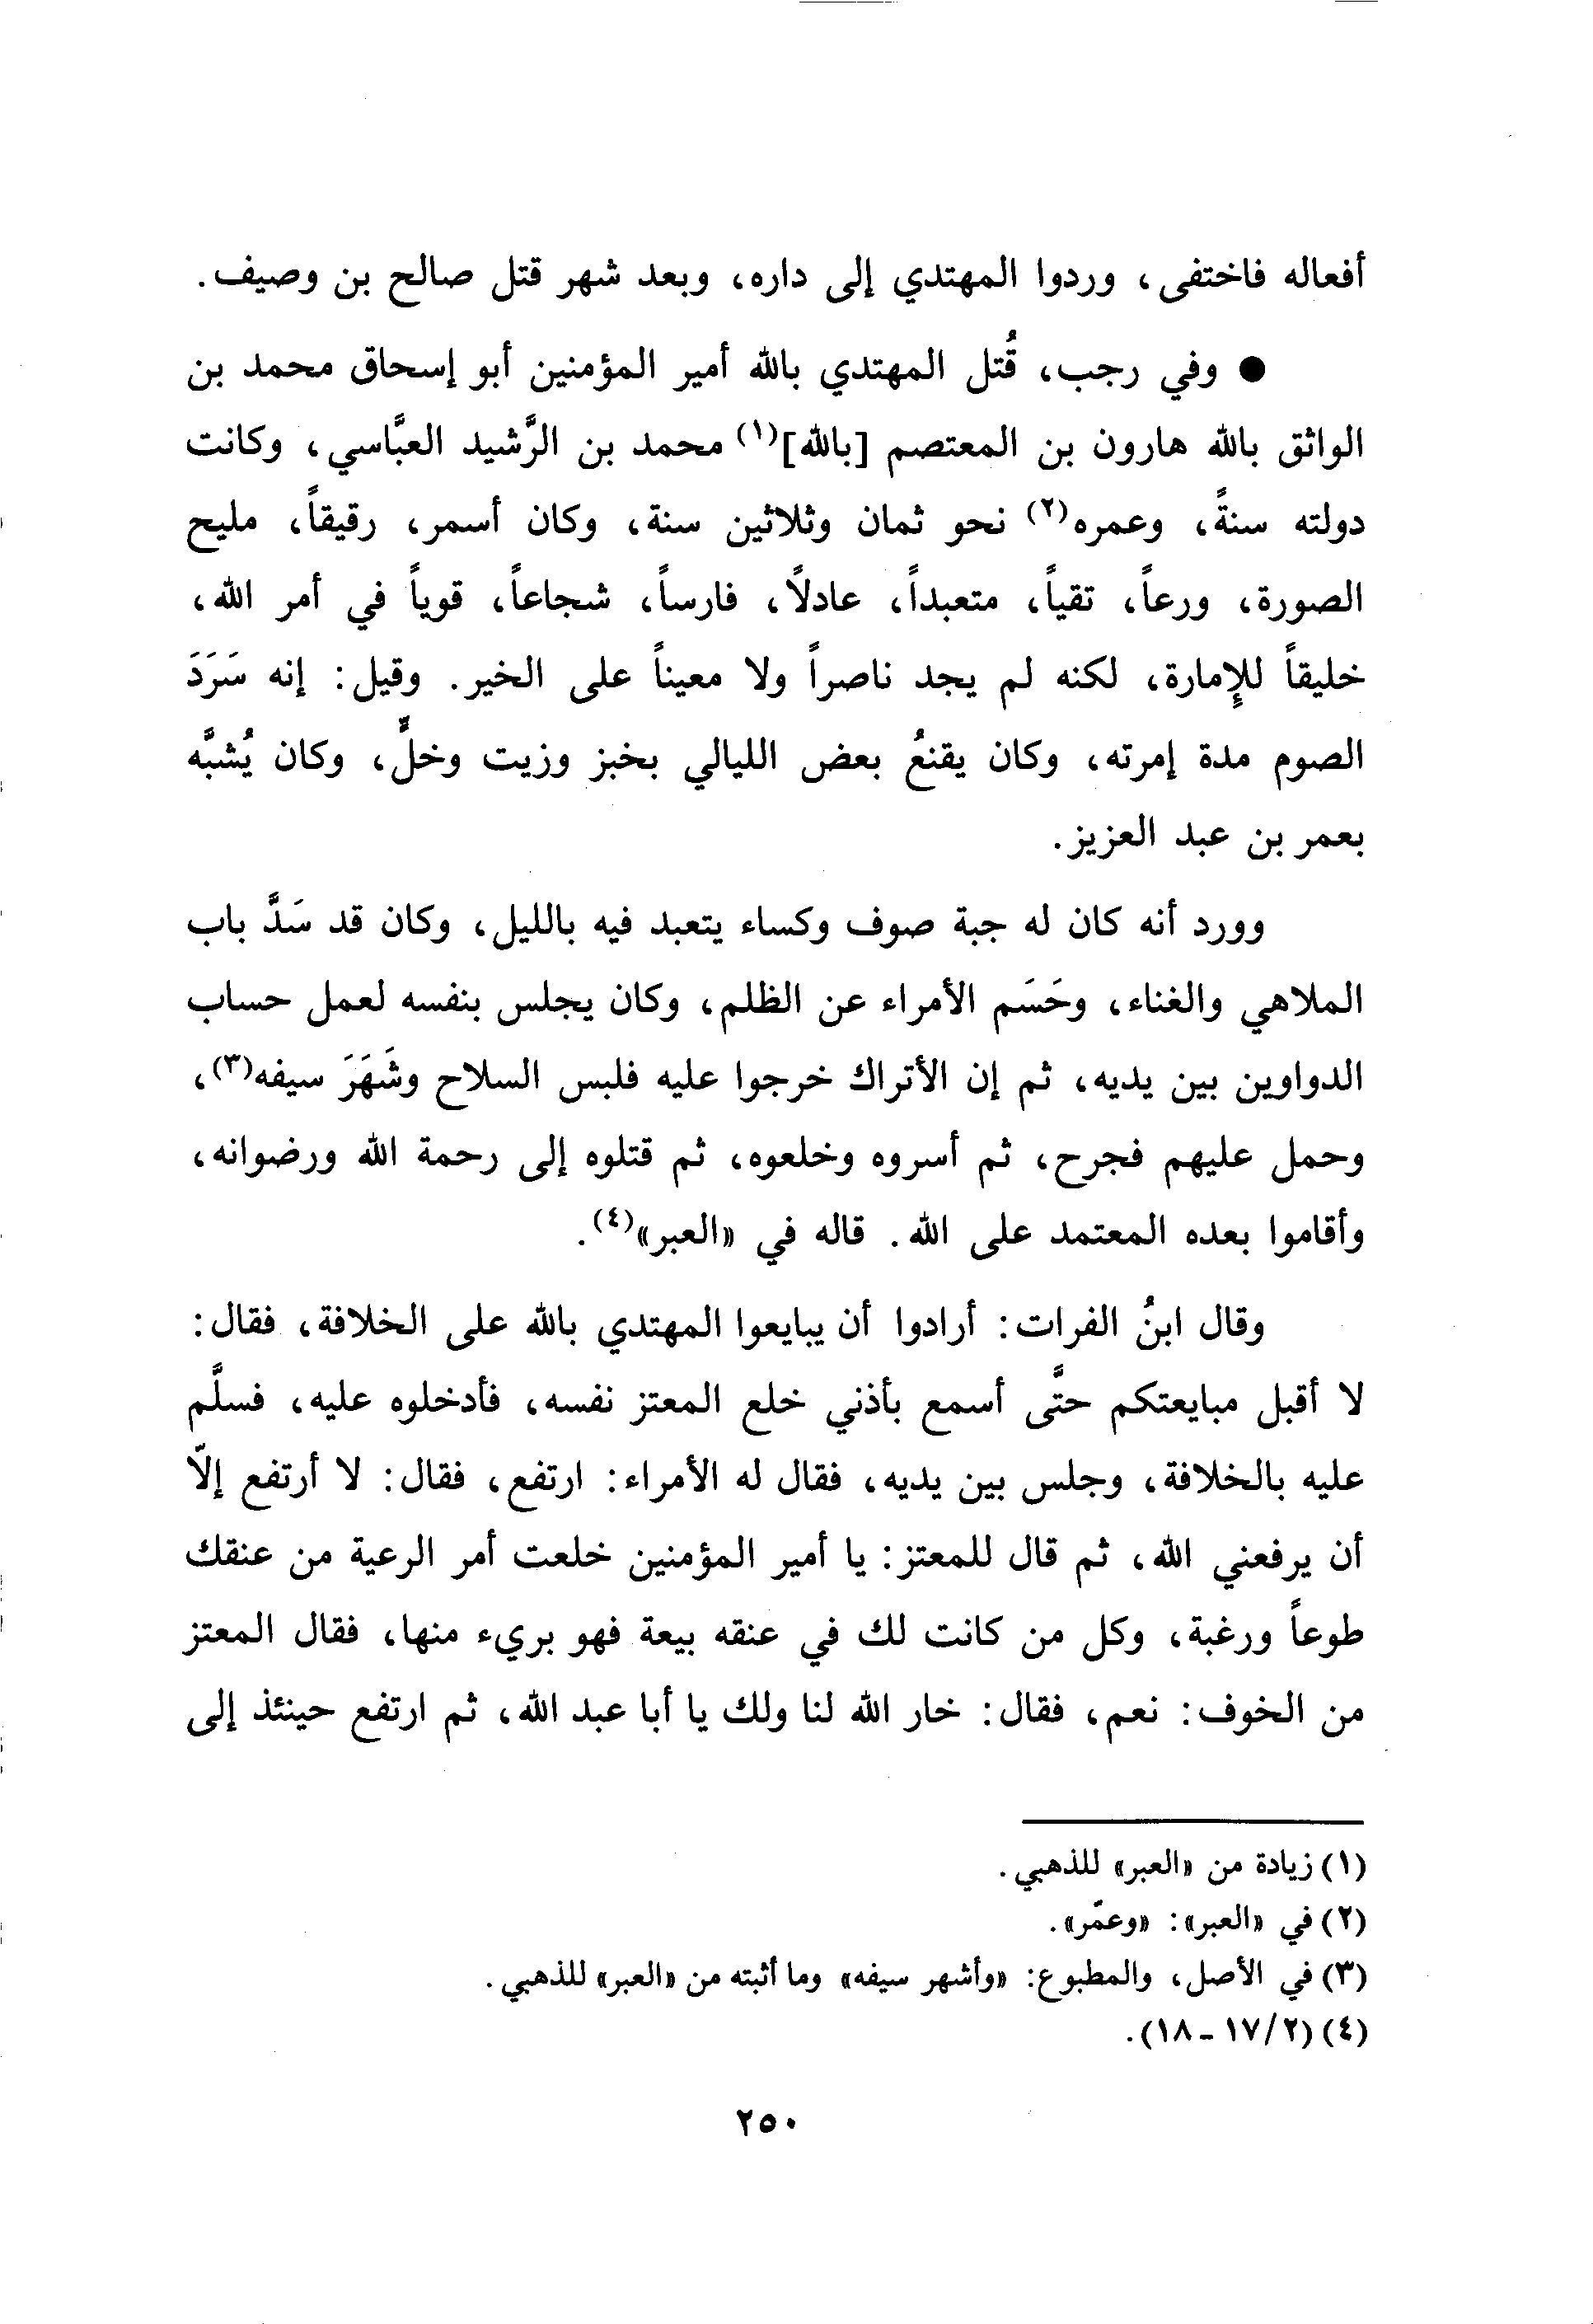 أفعاله فاختفى، وردوا المهتدي إلى داره، وبعد شهر قتل صالح بن وصيف.
● وفي رجب، قُتل المهتدي بالله أمير المؤمنين أبو إسحاق محمد بن
الواثق بالله هارون بن المعتصم [بالله](١) محمد بن الرَّشيد العبَّاسي، وكانت
دولته سنةً، وعمره(٢) نحو ثمان وثلاثين سنة، وكان أسمر، رقيقاً، مليح
الصورة، ورعاً، تقياً، متعبداً، عادلاً، فارساً، شجاعاً، قوياً في أمر الله،
خليقاً للإمارة، لكنه لم يجد ناصراً ولا معيناً على الخير. وقيل: إنه سَرَدَ
الصوم مدة إمرته، وكان يقنعُ بعض الليالي بخبز وزيت وخلٍّ، وكان يُشبَّه
بعمر بن عبد العزيز.
وورد أنه كان له جبة صوف وكساء يتعبد فيه بالليل، وكان قد سَدَّ باب
الملاهي والغناء، وحَسَم الأمراء عن الظلم، وكان يجلس بنفسه لعمل حساب
الدواوين بين يديه، ثم إن الأتراك خرجوا عليه فلبس السلاح وشَهَرَ سيفه(٣)،
وحمل عليهم فجرح، ثم أسروه وخلعوه، ثم قتلوه إلى رحمة الله ورضوانه،
وأقاموا بعده المعتمد على الله. قاله في «العبر»(٤).
وقال ابنُ الفرات: أرادوا أن يبايعوا المهتدي بالله على الخلافة، فقال:
لا أقبل مبايعتكم حتَّى أسمع بأذني خلع المعتز نفسه، فأدخلوه عليه، فسلَّم
عليه بالخلافة، وجلس بين يديه، فقال له الأمراء: ارتفع، فقال: لا أرتفع إلّا
أن يرفعني الله، ثم قال للمعتز: يا أمير المؤمنين خلعت أمر الرعية من عنقك
طوعاً ورغبة، وكل من كانت لك في عنقه بيعة فهو بريء منها، فقال المعتز
من الخوف: نعم، فقال: خار الله لنا ولك يا أبا عبد الله، ثم ارتفع حينئذ إلى
(١) زيادة من «العبر» للذهبي.
(٢) في «العبر»: «وعمّر».
(٣) في الأصل، والمطبوع: «وأشهر سيفه» وما أثبته من «العبر» للذهبي.
(٤) (٢/ ١٧ - ١٨).
٢٥٠